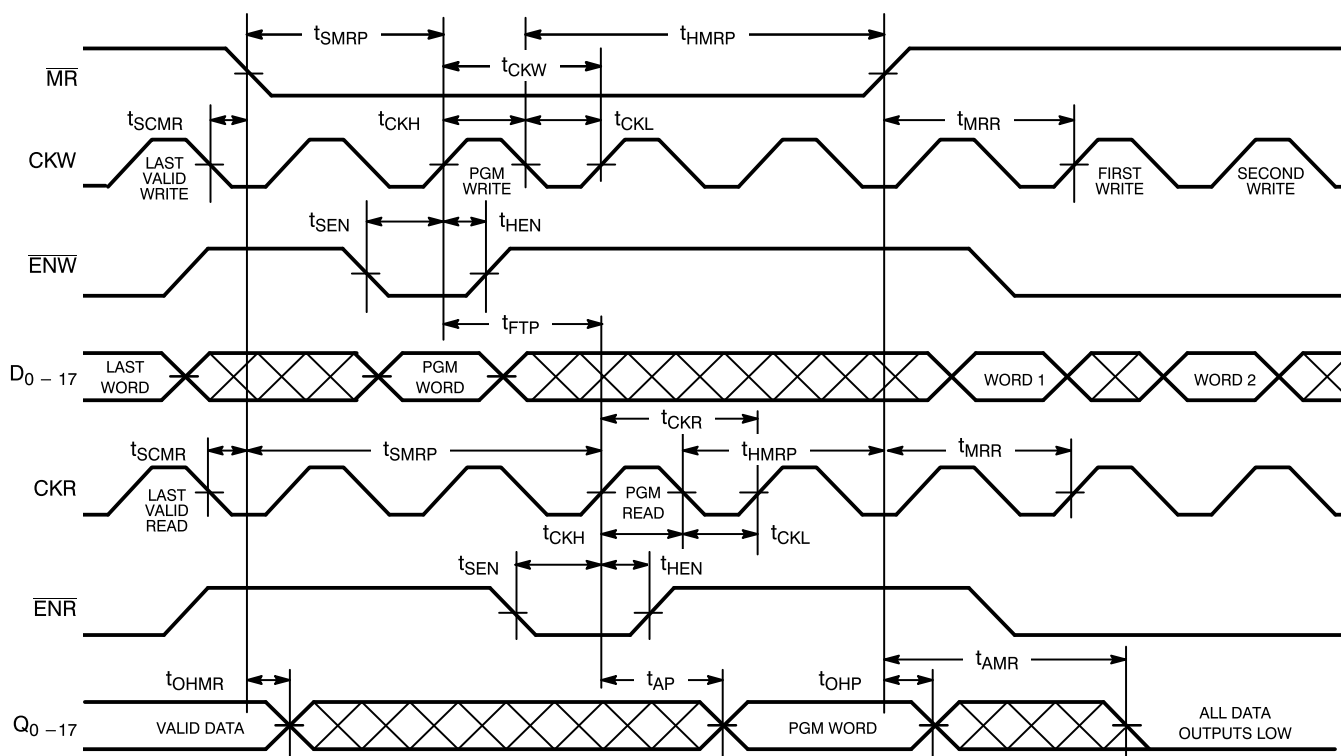 tSMRP
tHMRP
MR
tCKW
tSCMR
tCKH
tCKL
tMRR
CKW
LAST
VALID
WRITE
PGM
WRITE
FIRST
WRITE
SECOND
WRITE
tSEN
tHEN
ENW
tFTP
D0 – 17
LAST
WORD
PGM
WORD
WORD 1
WORD 2
tCKR
tSCMR
tSMRP
tHMRP
tMRR
CKR
LAST
VALID
READ
PGM
READ
tCKH
tCKL
tSEN
tHEN
ENR
tAMR
tOHMR
tAP
tOHP
Q0 – 17
VALID DATA
PGM WORD
ALL DATA
OUTPUTS LOW